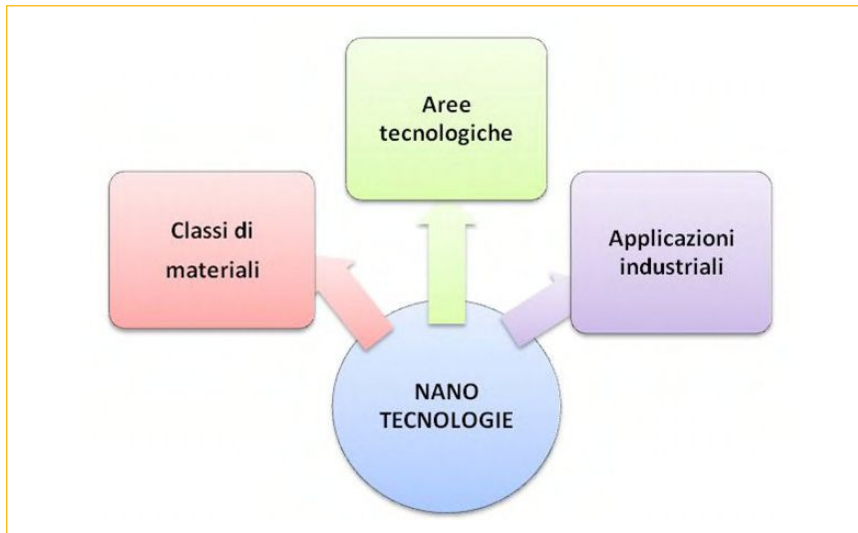 Aree
tecnologiche
Classi di
materiali
Applicazioni
industriali
NANO
TECNOLOGIE